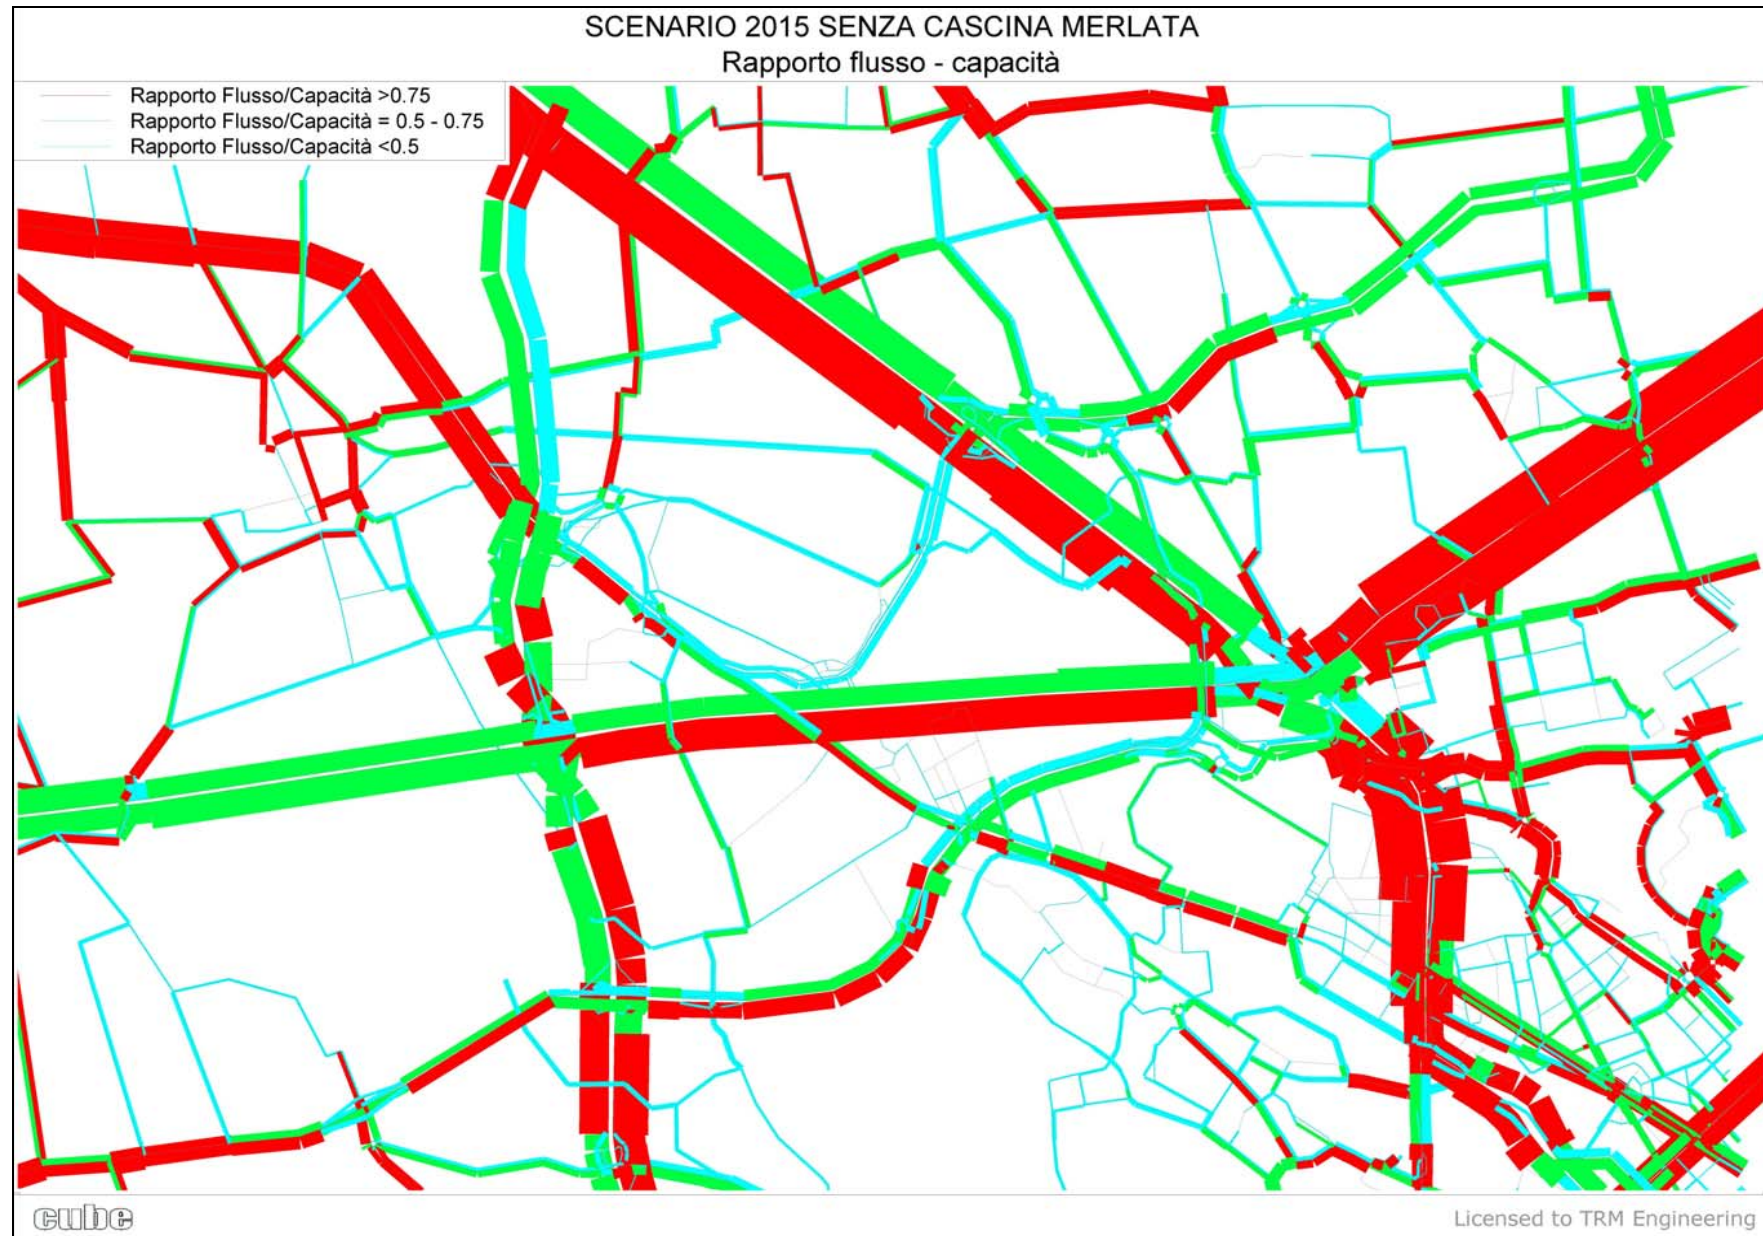 SCENARIO 2015 SENZA CASCINA MERLATA
Rapporto flusso - capacità
Rapporto Flusso/Capacità >0.75
Rapporto Flusso/Capacità = 0.5 - 0.75
Rapporto Flusso/Capacità <0.5
cube
Licensed to TRM Engineering